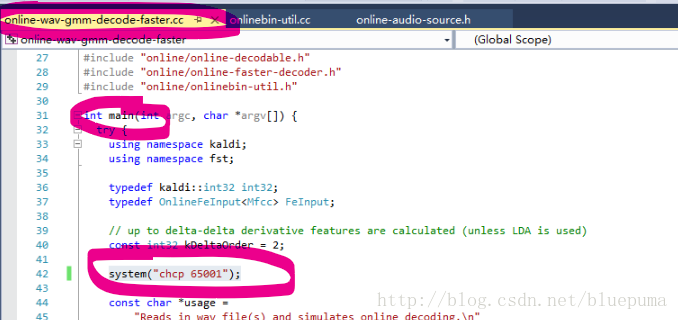 online-wav-gmm-decode-faster.cc onlinebin-util.cc online-audio-source.h
online-wav-gmm-decode-faster (Global Scope)
27 #include "online/online-decodable.h"
28 #include "online/online-faster-decoder.h"
29 #include "online/onlinebin-util.h"
30
31 int main(int argc, char *argv[]) {
32 try {
33 using namespace kaldi;
34 using namespace fst;
35
36 typedef kaldi::int32 int32;
37 typedef OnlineFeInput<Mfcc> FeInput;
38
39 // up to delta-delta derivative features are calculated (unless LDA is used)
40 const int32 kDeltaOrder = 2;
41
42 system("chcp 65001");
43
44 const char *usage =
45 "Reads in wav file(s) and simulates online decoding.\n"
http://blog.csdn.net/bluepuma